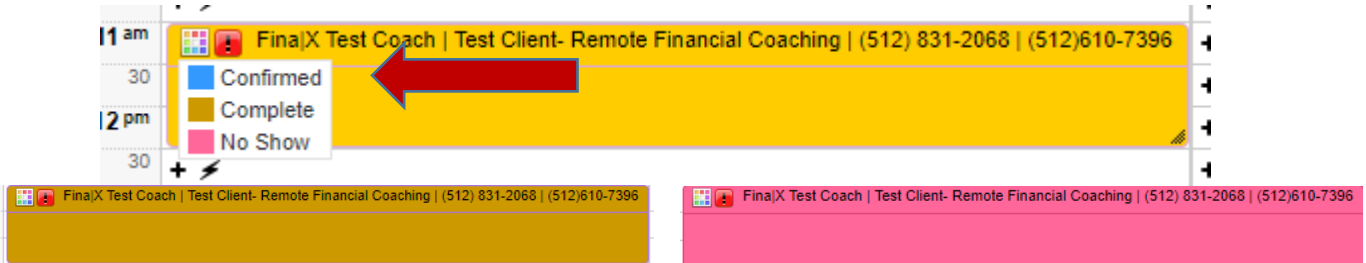 11 am
Fina|X Test Coach | Test Client- Remote Financial Coaching | (512) 831-2068 | (512)610-7396
30
Confirmed
Complete
12 pm
No Show
30
Fina|X Test Coach | Test Client- Remote Financial Coaching | (512) 831-2068 | (512)610-7396
Fina|X Test Coach | Test Client- Remote Financial Coaching | (512) 831-2068 | (512)610-7396